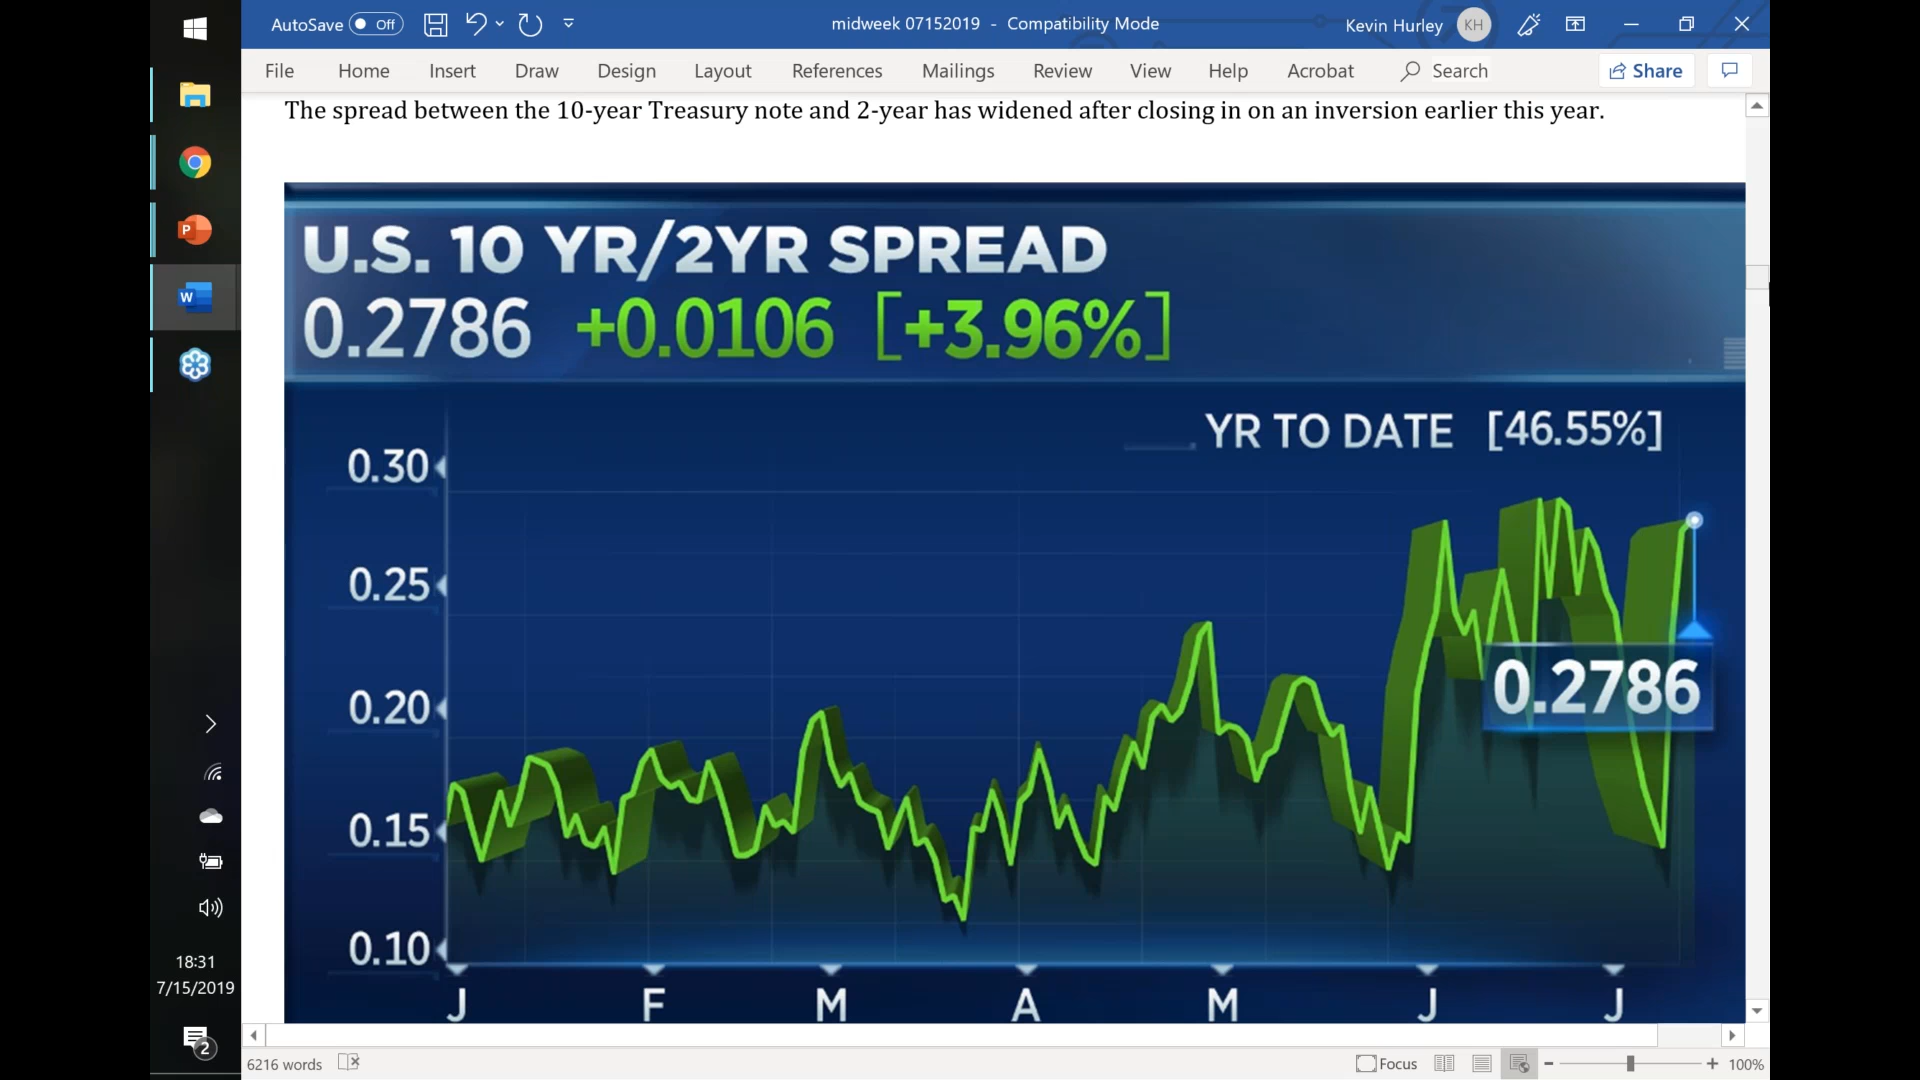 AutoSave Off
midweek 07152019 - Compatibility Mode
Kevin Hurley KH
File Home Insert Draw Design Layout References Mailings Review View Help Acrobat Search Share
The spread between the 10-year Treasury note and 2-year has widened after closing in on an inversion earlier this year.
U.S. 10 YR/2YR SPREAD
0.2786 +0.0106 [+3.96%]
YR TO DATE [46.55%]
0.30
0.25
0.20
0.15
0.10
0.2786
J F M A M J J
P
W
18:31
7/15/2019
2
6216 words
Focus
100%